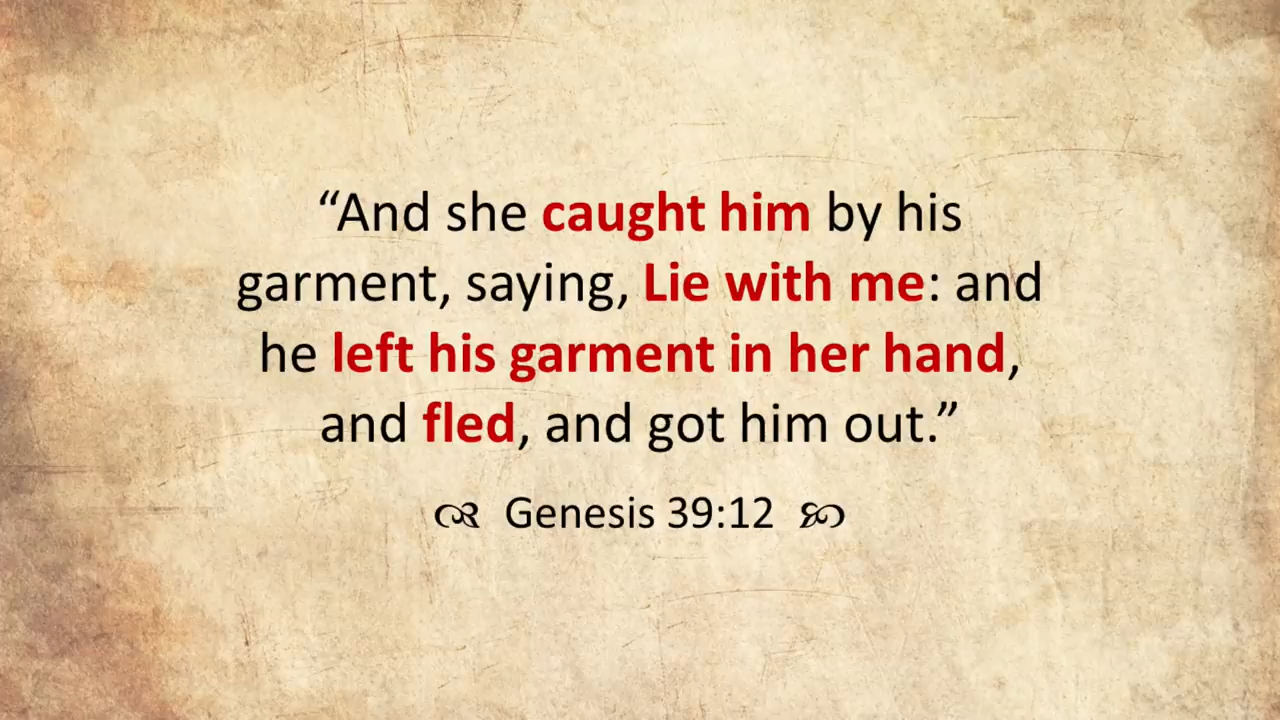 “And she caught him by his
garment, saying, Lie with me: and
he left his garment in her hand,
and fled, and got him out.”
Genesis 39:12